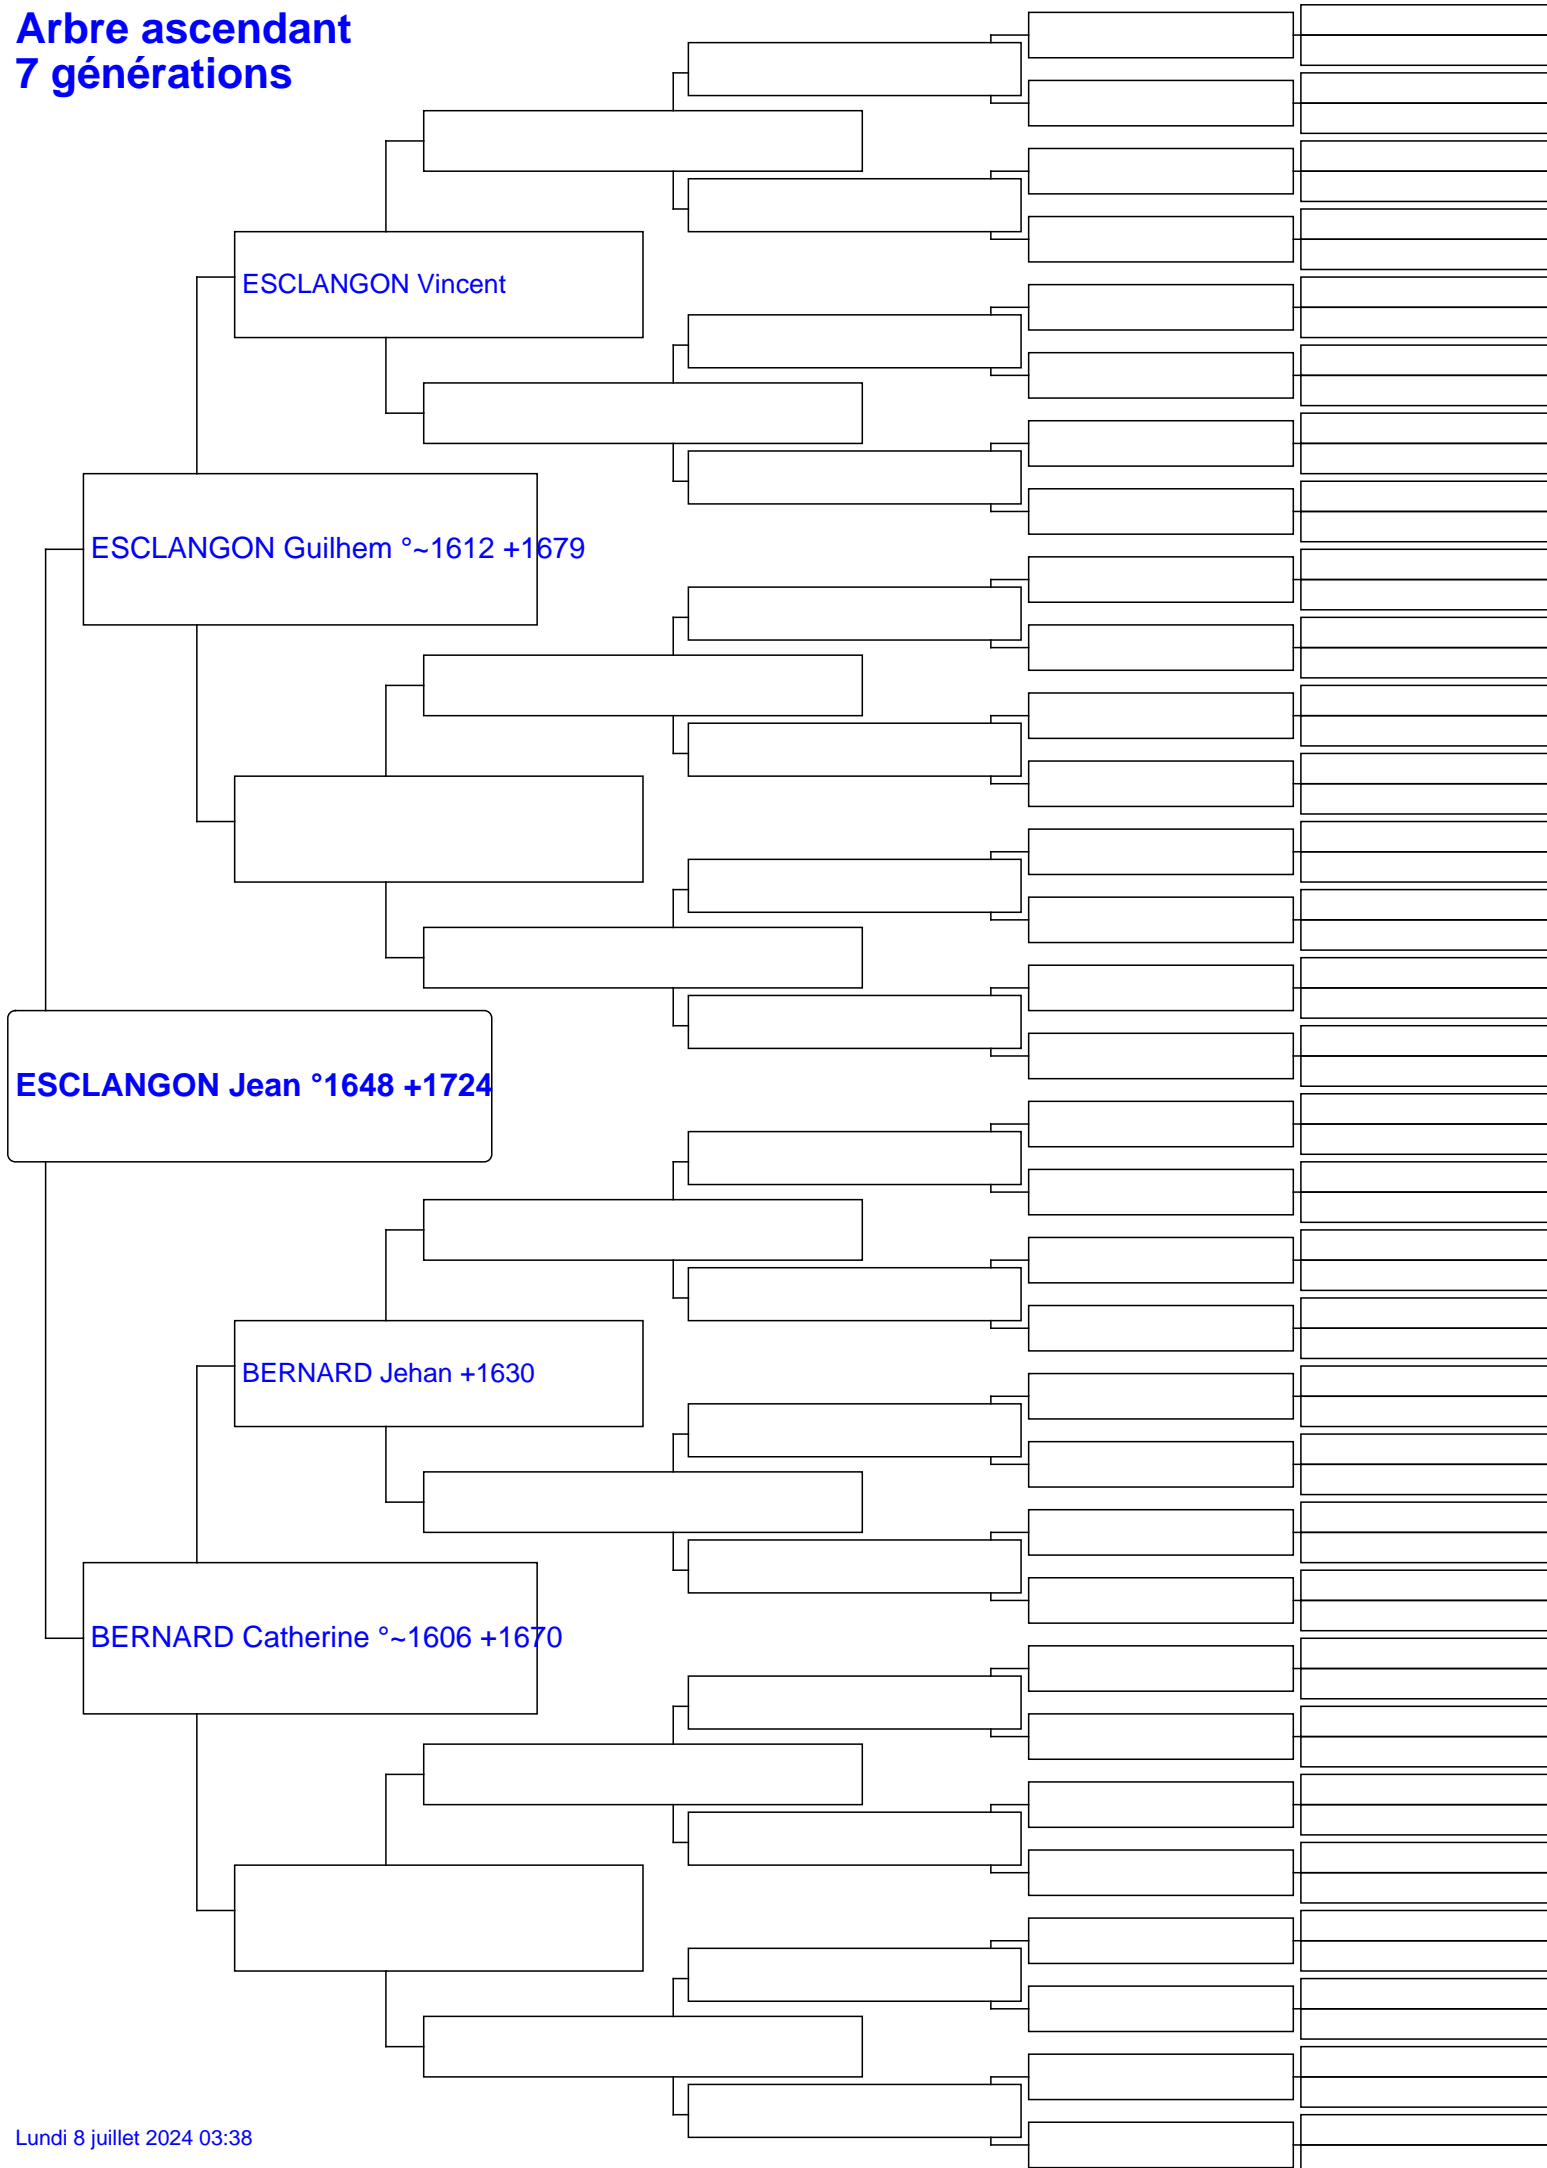 Arbre ascendant
7 générations
ESCLANGON Vincent
ESCLANGON Guilhem °~1612 +1679
ESCLANGON Jean °1648 +1724
BERNARD Jehan +1630
BERNARD Catherine °~1606 +1670
Lundi 8 juillet 2024 03:38